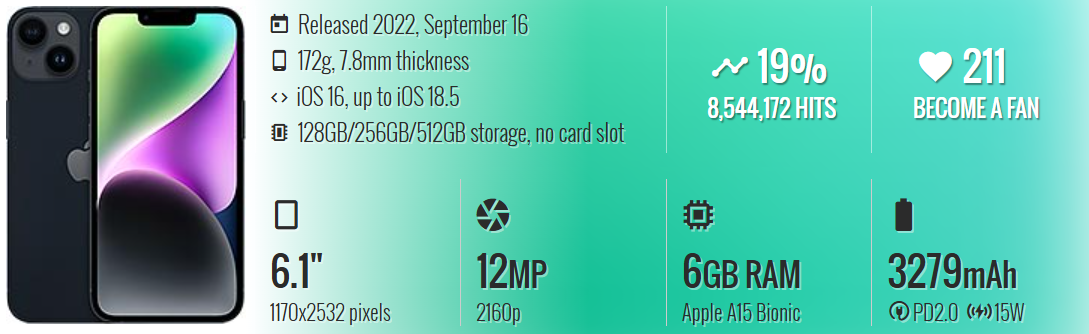 Released 2022, September 16
172g, 7.8mm thickness
iOS 16, up to iOS 18.5
128GB/256GB/512GB storage, no card slot
19%
8,544,172 HITS
211
BECOME A FAN
6.1"
1170x2532 pixels
12MP
2160p
6GB RAM
Apple A15 Bionic
3279mAh
PD2.0 15W